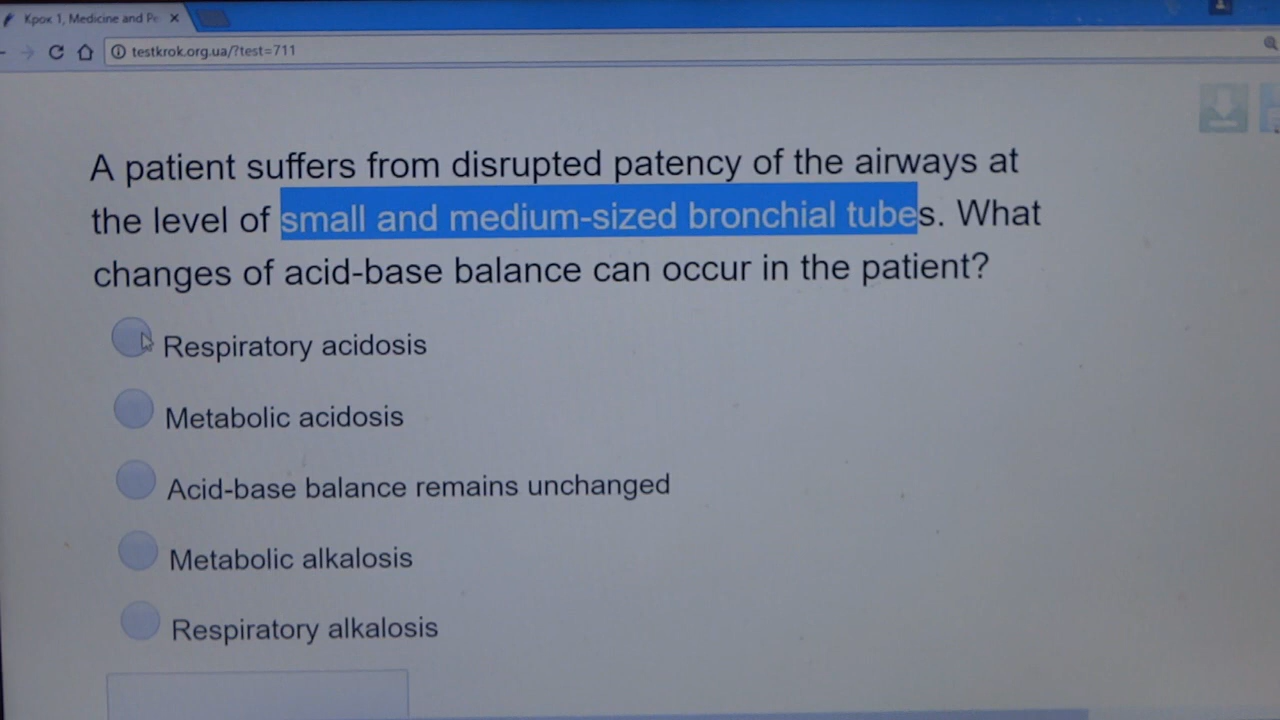 Крок 1, Medicine and Pe
testkrok.org.ua/?test=711
A patient suffers from disrupted patency of the airways at
the level of small and medium-sized bronchial tubes. What
changes of acid-base balance can occur in the patient?
Respiratory acidosis
Metabolic acidosis
Acid-base balance remains unchanged
Metabolic alkalosis
Respiratory alkalosis